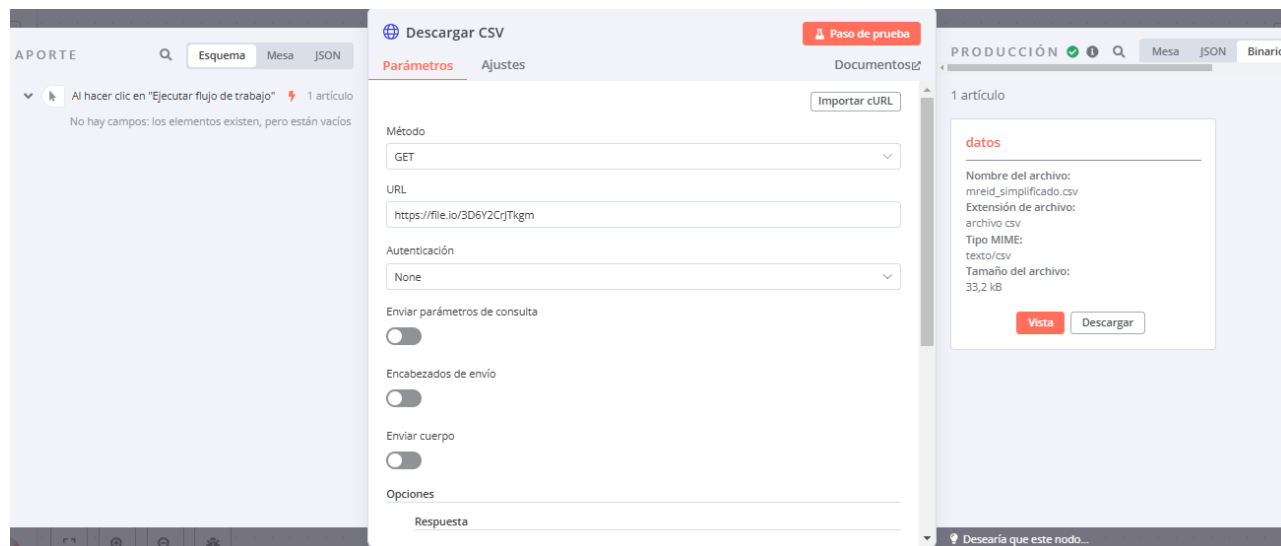 APORTE
Esquema
Mesa
JSON
Al hacer clic en "Ejecutar flujo de trabajo"
1 artículo
No hay campos: los elementos existen, pero están vacíos
Descargar CSV
Paso de prueba
Parámetros
Ajustes
Documentos
Importar cURL
Método
GET
URL
https://file.io/3D6Y2CrJTkgm
Autenticación
None
Enviar parámetros de consulta
Encabezados de envío
Enviar cuerpo
Opciones
Respuesta
PRODUCCIÓN
Mesa
JSON
Binario
1 artículo
datos
Nombre del archivo:
mreid_simplificado.csv
Extensión de archivo:
archivo csv
Tipo MIME:
texto/csv
Tamaño del archivo:
33,2 kB
Vista
Descargar
Desearía que este nodo...